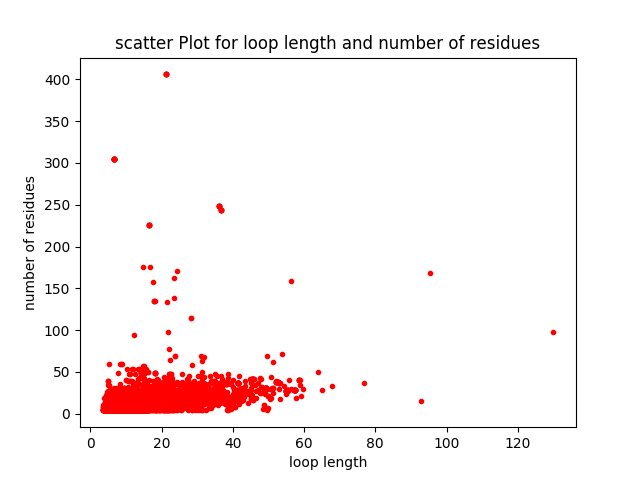 scatter Plot for loop length and number of residues
400
350
300
250
200
150
100
50
0
number of residues
0 20 40 60 80 100 120
loop length